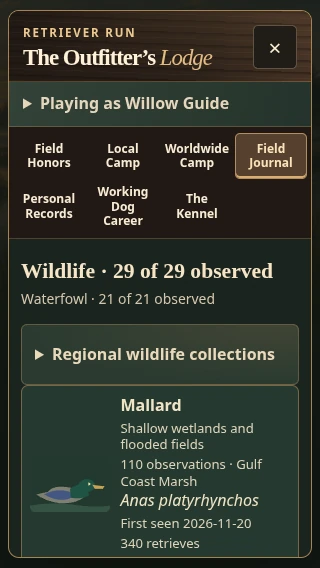 RETRIEVER RUN
The Outfitter's Lodge
×
▶ Playing as Willow Guide
Field Honors
Local Camp
Worldwide Camp
Field Journal
Personal Records
Working Dog Career
The Kennel
Wildlife · 29 of 29 observed
Waterfowl · 21 of 21 observed
▶ Regional wildlife collections
Mallard
Shallow wetlands and
flooded fields
110 observations · Gulf
Coast Marsh
Anas platyrhynchos
First seen 2026-11-20
340 retrieves